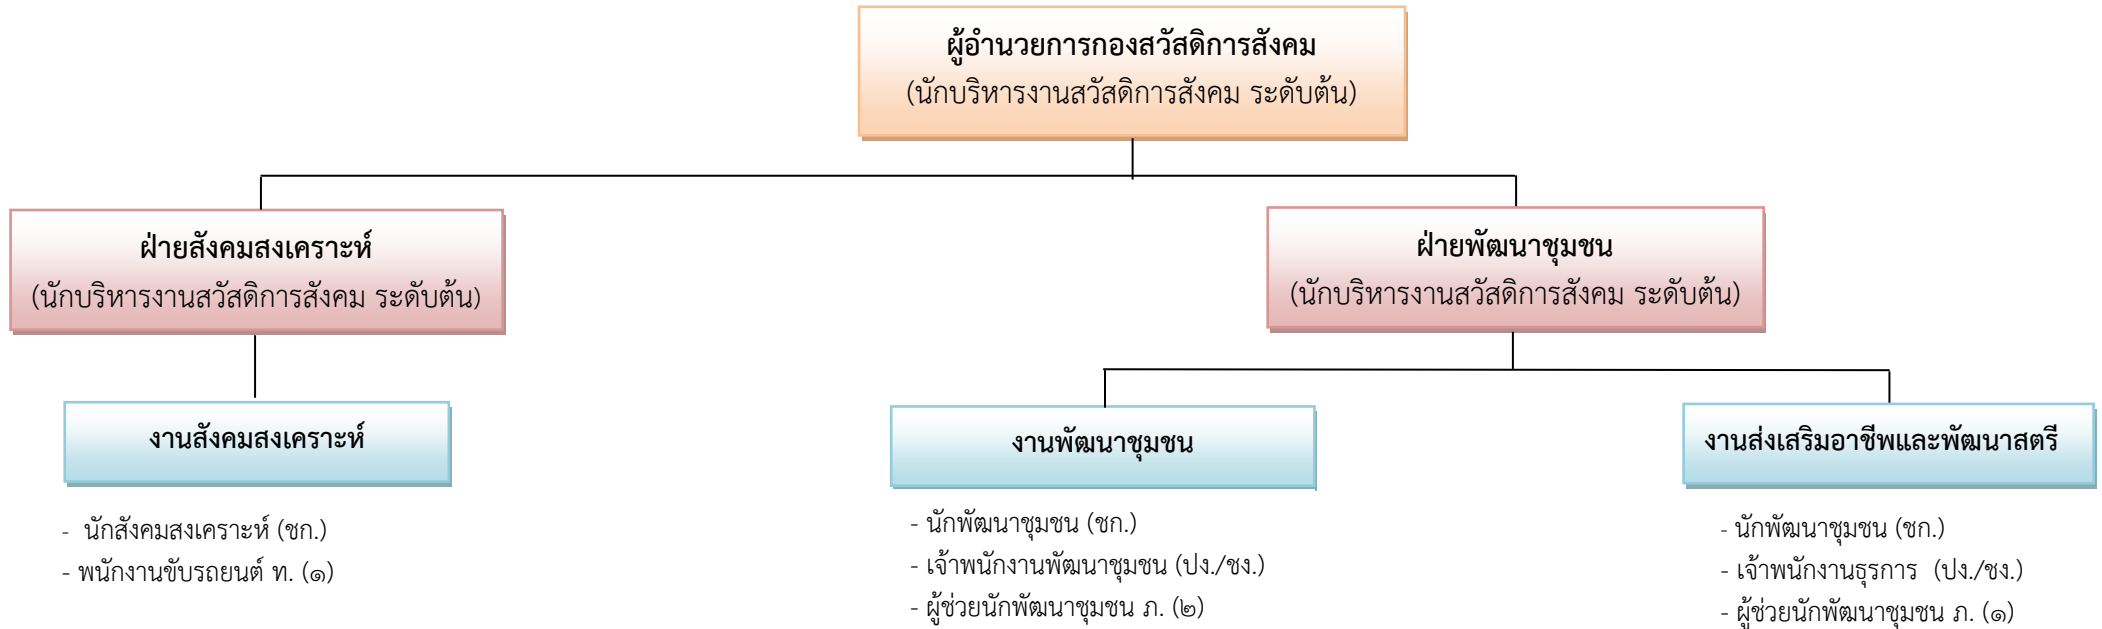 ผู้อำนวยการกองสวัสดิการสังคม
(นักบริหารงานสวัสดิการสังคม ระดับต้น)
ฝ่ายสังคมสงเคราะห์
(นักบริหารงานสวัสดิการสังคม ระดับต้น)
ฝ่ายพัฒนาชุมชน
(นักบริหารงานสวัสดิการสังคม ระดับต้น)
งานสังคมสงเคราะห์
- นักสังคมสงเคราะห์ (ชก.)
- พนักงานขับรถยนต์ ท. (๑)
งานพัฒนาชุมชน
- นักพัฒนาชุมชน (ชก.)
- เจ้าพนักงานพัฒนาชุมชน (ปง./ชง.)
- ผู้ช่วยนักพัฒนาชุมชน ภ. (๒)
งานส่งเสริมอาชีพและพัฒนาสตรี
- นักพัฒนาชุมชน (ชก.)
- เจ้าพนักงานธุรการ (ปง./ชง.)
- ผู้ช่วยนักพัฒนาชุมชน ภ. (๑)